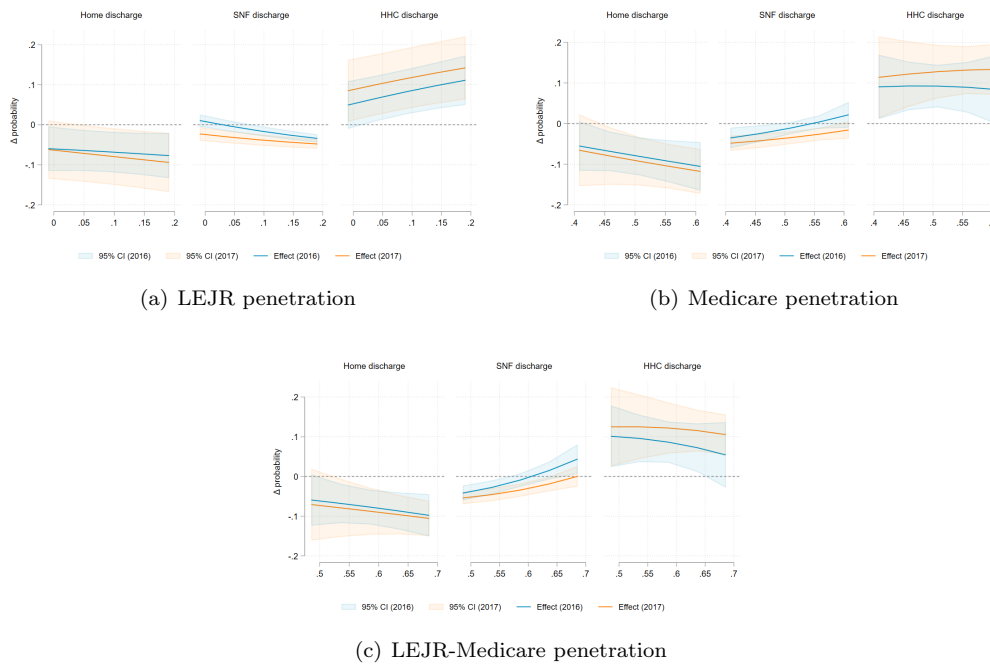 Home discharge SNF discharge HHC discharge
.2
.1
0
-.1
-.2
Δ probability
0 .05 .1 .15 .2 0 .05 .1 .15 .2 0 .05 .1 .15 .2
95% CI (2016) 95% CI (2017) Effect (2016) Effect (2017)
(a) LEJR penetration
Home discharge SNF discharge HHC discharge
.2
.1
0
-.1
-.2
Δ probability
.4 .45 .5 .55 .6 .4 .45 .5 .55 .6 .4 .45 .5 .55 .6
95% CI (2016) 95% CI (2017) Effect (2016) Effect (2017)
(b) Medicare penetration
Home discharge SNF discharge HHC discharge
.2
.1
0
-.1
-.2
Δ probability
.5 .55 .6 .65 .7 .5 .55 .6 .65 .7 .5 .55 .6 .65 .7
95% CI (2016) 95% CI (2017) Effect (2016) Effect (2017)
(c) LEJR-Medicare penetration